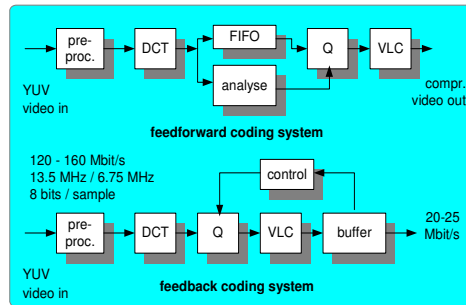 pre-
proc.
DCT
FIFO
analyse
Q
VLC
YUV
video in
compr.
video out
feedforward coding system
120 - 160 Mbit/s
13.5 MHz / 6.75 MHz
8 bits / sample
control
pre-
proc.
DCT
Q
VLC
buffer
20-25
Mbit/s
YUV
video in
feedback coding system